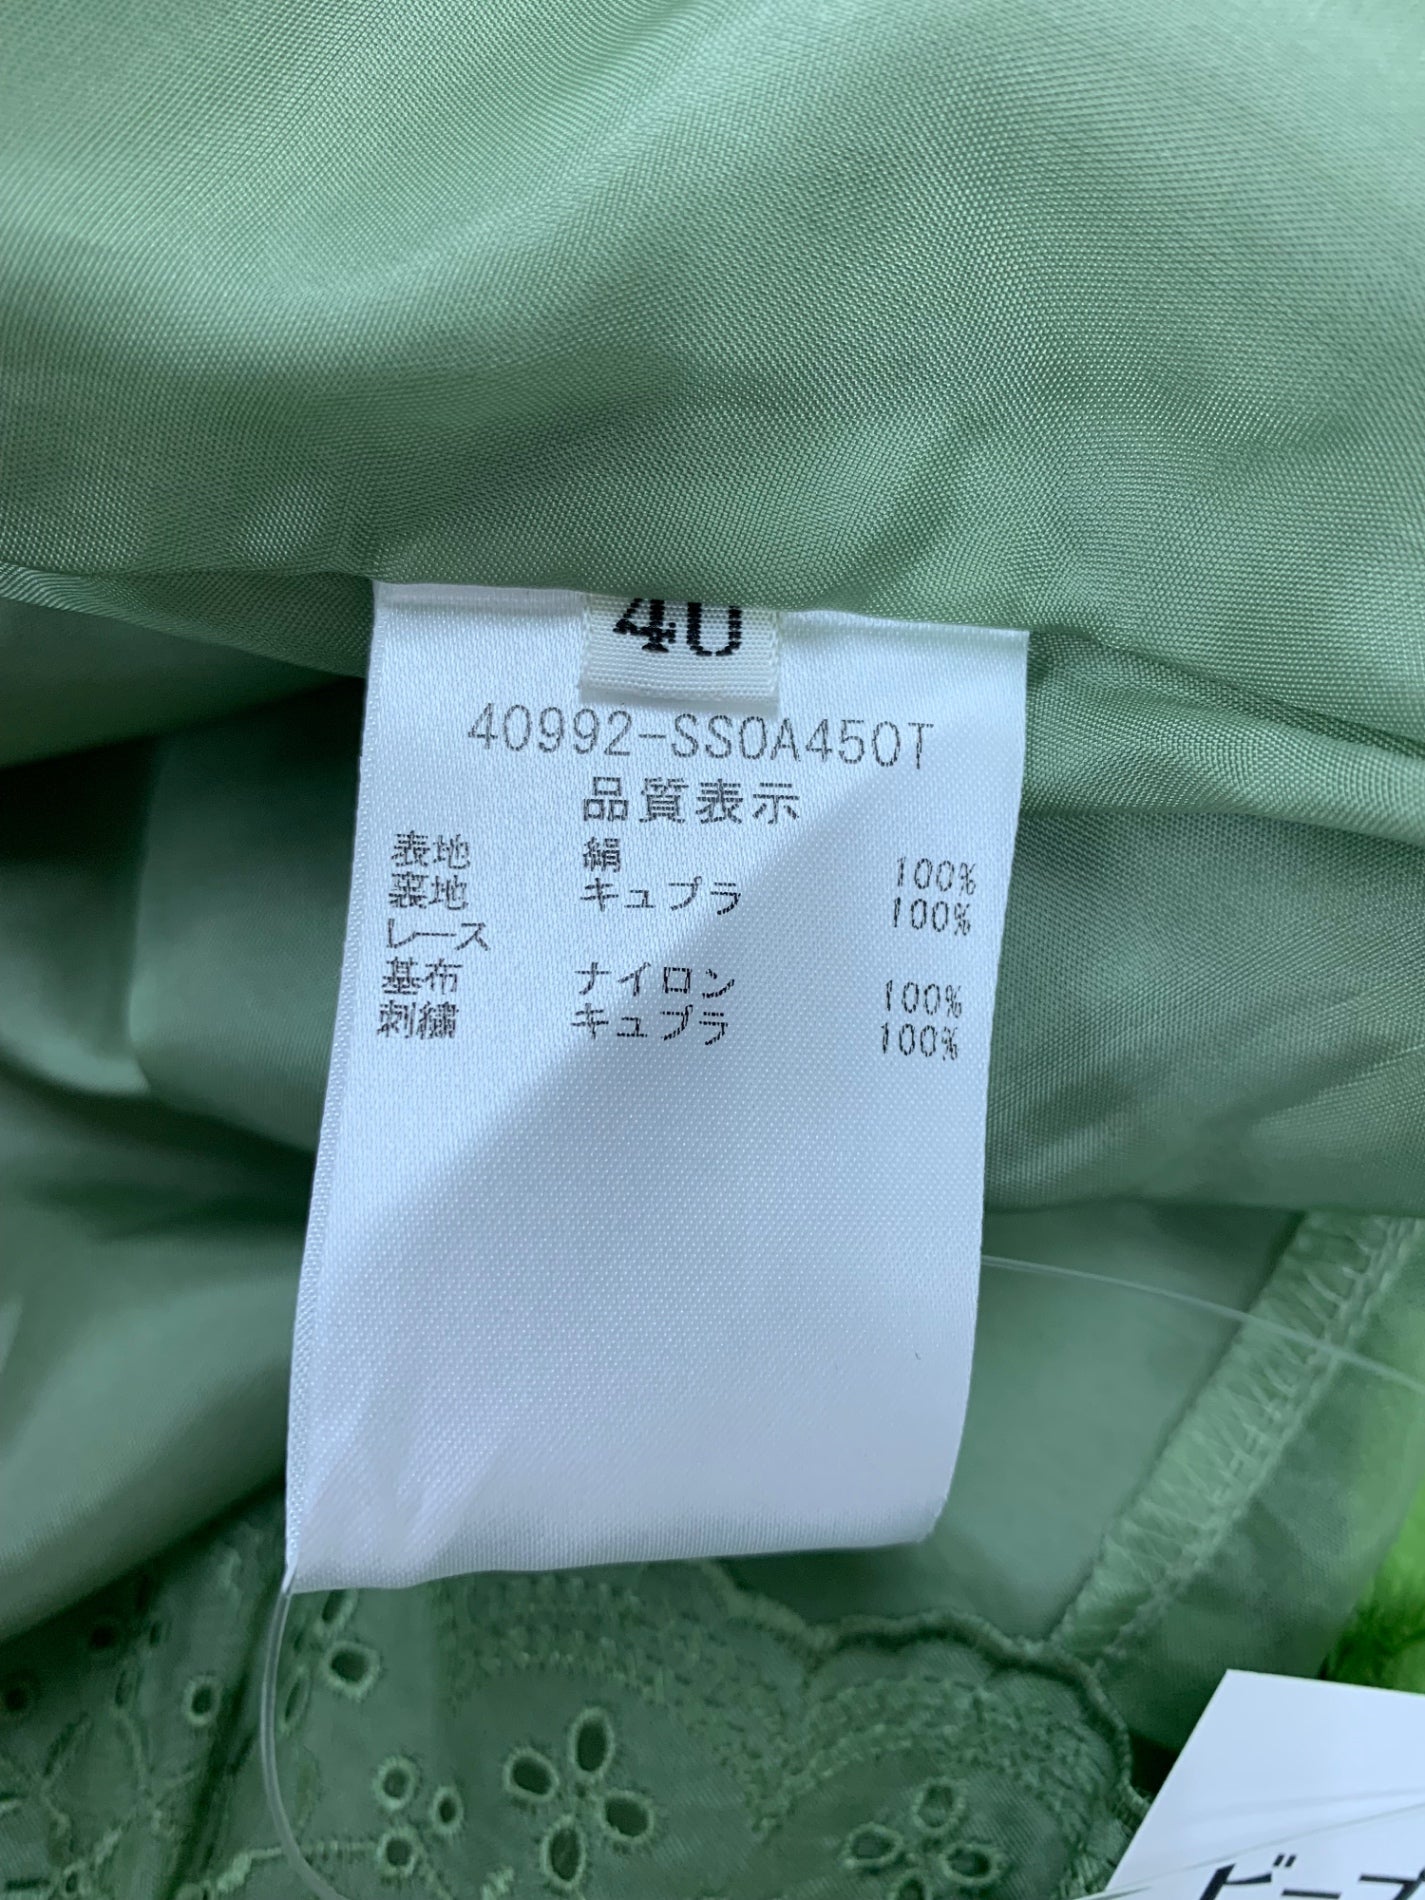 40
40992-SS0A450T
品質表示
表地 絹 100%
裏地 キュプラ 100%
レース
基布 ナイロン 100%
刺繍 キュプラ 100%